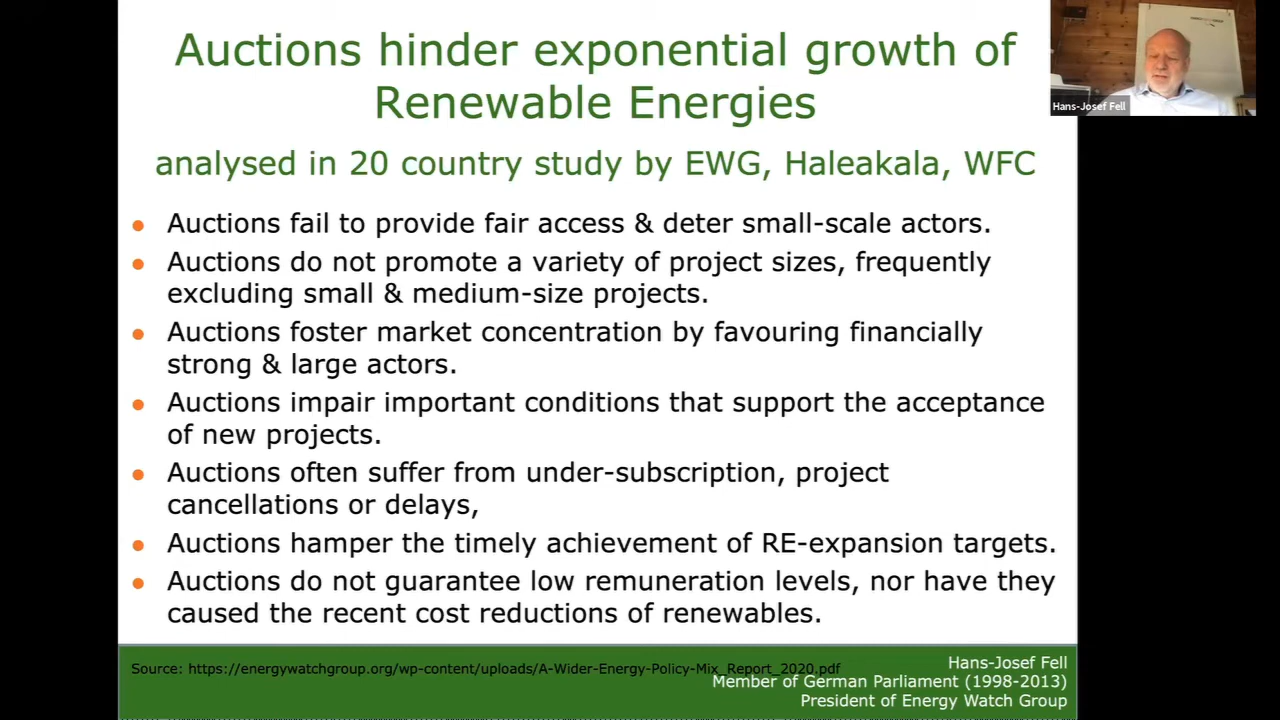 Auctions hinder exponential growth of
Renewable Energies
analysed in 20 country study by EWG, Haleakala, WFC
• Auctions fail to provide fair access & deter small-scale actors.
• Auctions do not promote a variety of project sizes, frequently
excluding small & medium-size projects.
• Auctions foster market concentration by favouring financially
strong & large actors.
• Auctions impair important conditions that support the acceptance
of new projects.
• Auctions often suffer from under-subscription, project
cancellations or delays,
• Auctions hamper the timely achievement of RE-expansion targets.
• Auctions do not guarantee low remuneration levels, nor have they
caused the recent cost reductions of renewables.
Source: https://energywatchgroup.org/wp-content/uploads/A-Wider-Energy-Policy-Mix_Report_2020.pdf
Hans-Josef Fell
Member of German Parliament (1998-2013)
President of Energy Watch Group
Hans-Josef Fell